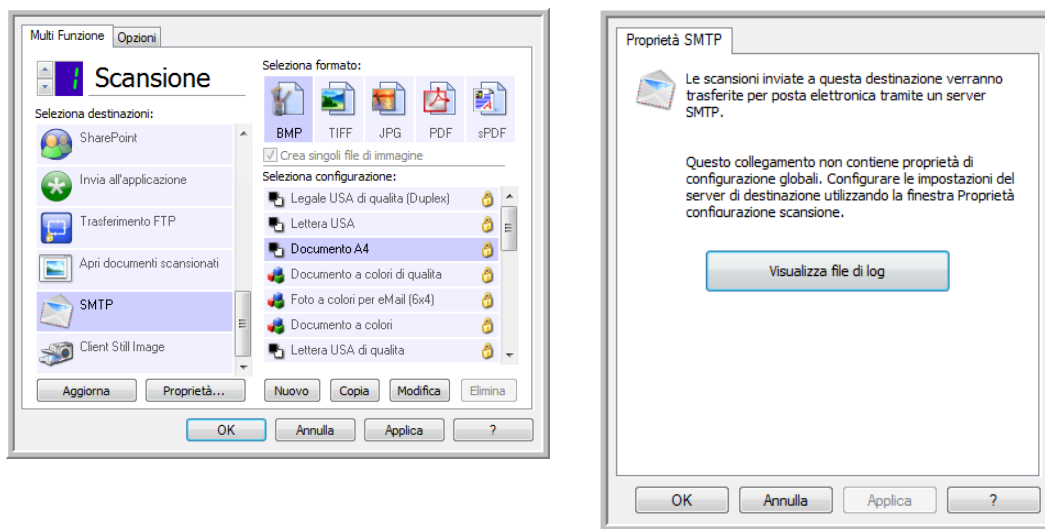 Multi Funzione
Opzioni
1
Scansione
Seleziona destinazioni:
SharePoint
Invia all'applicazione
Trasferimento FTP
Apri documenti scansionati
SMTP
Client Still Image
Aggiorna
Proprietà...
Seleziona formato:
BMP
TIFF
JPG
PDF
sPDF
Crea singoli file di immagine
Seleziona configurazione:
Legale USA di qualita (Duplex)
Lettera USA
Documento A4
Documento a colori di qualita
Foto a colori per eMail (6x4)
Documento a colori
Lettera USA di qualita
Nuovo
Copia
Modifica
Elimina
OK
Annulla
Applica
?
Proprietà SMTP
Le scansioni inviate a questa destinazione verranno
trasferite per posta elettronica tramite un server
SMTP.
Questo collegamento non contiene proprietà di
configurazione globali. Configurare le impostazioni del
server di destinazione utilizzando la finestra Proprietà
configurazione scansione.
Visualizza file di log
OK
Annulla
Applica
?